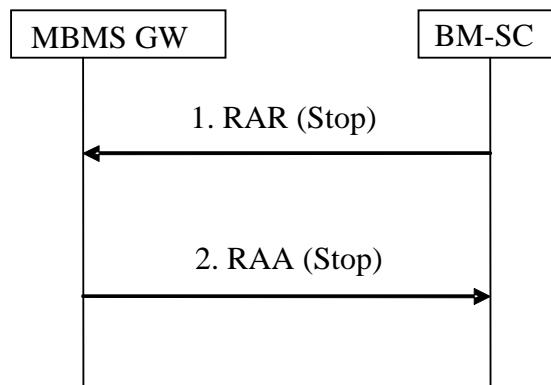 MBMS GW
BM-SC
1. RAR (Stop)
2. RAA (Stop)